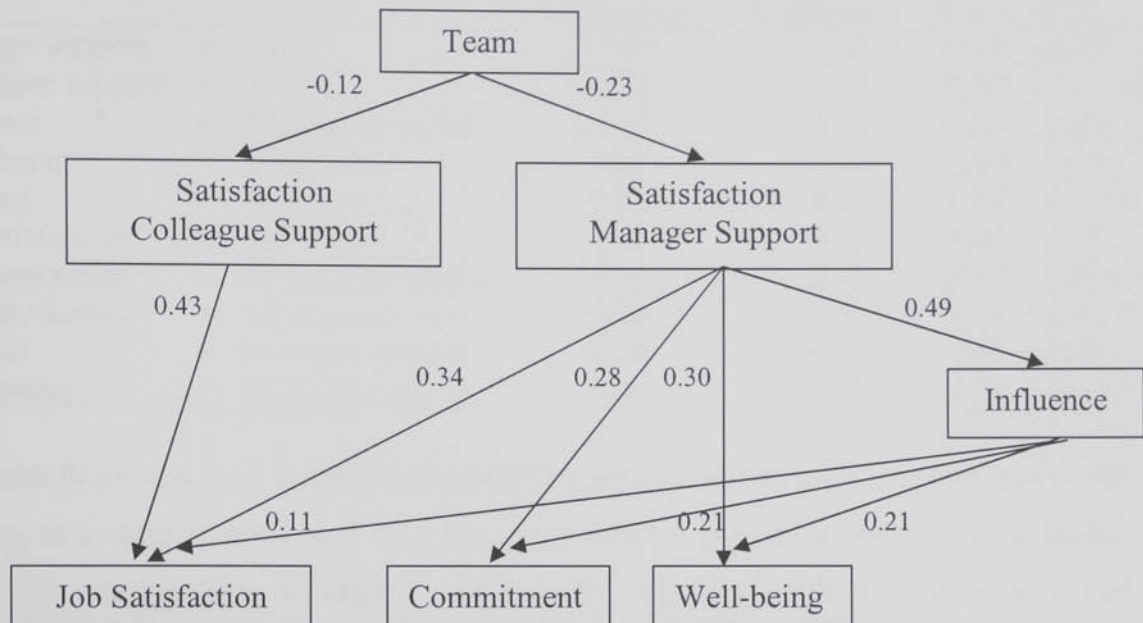 Team
-0.12
-0.23
Satisfaction
Colleague Support
Satisfaction
Manager Support
0.43
0.49
0.34
0.28
0.30
Influence
0.11
0.21
0.21
Job Satisfaction
Commitment
Well-being